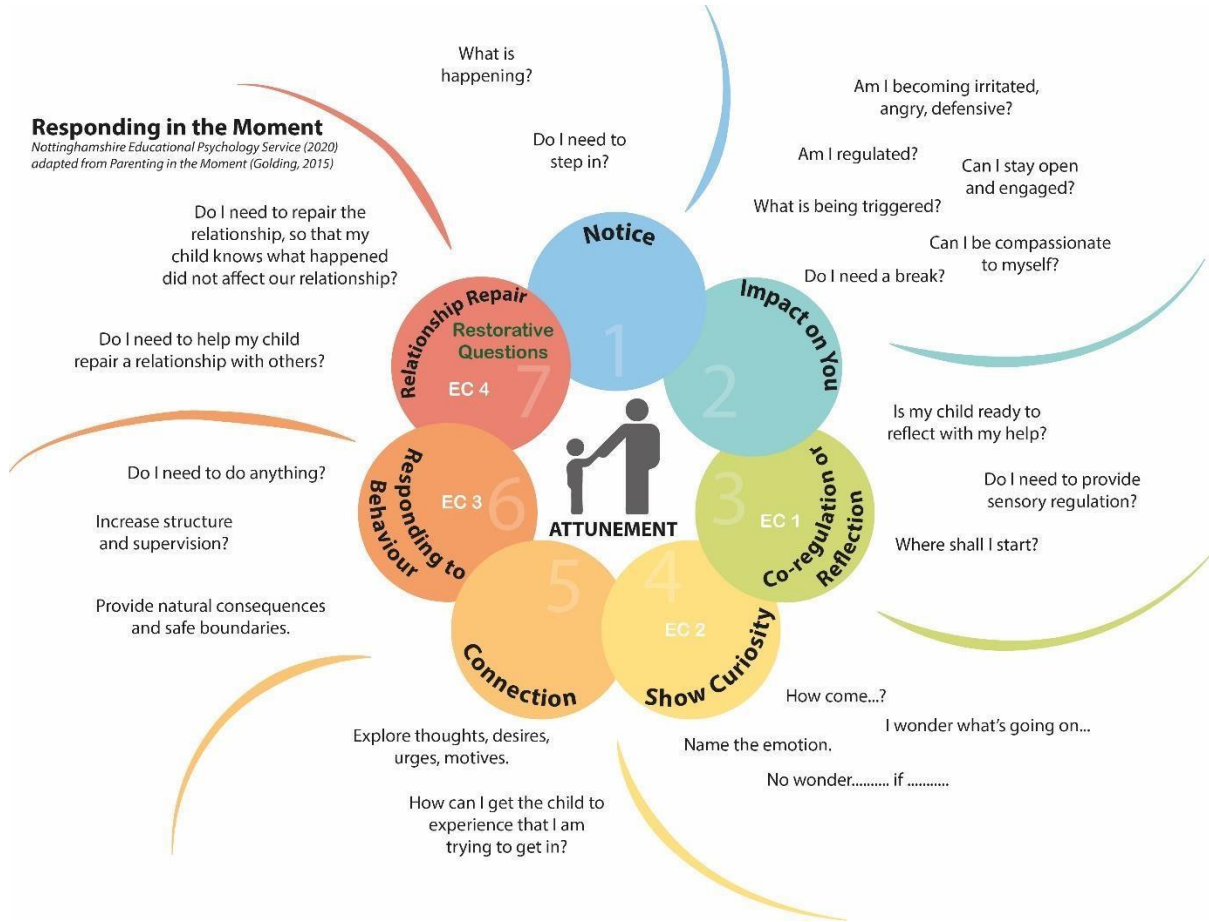 Responding in the Moment
Nottinghamshire Educational Psychology Service (2020)
adapted from Parenting in the Moment (Golding, 2015)
What is
happening?
Do I need to
step in?
Notice
1
Am I becoming irritated,
angry, defensive?
Am I regulated?
Can I stay open
and engaged?
What is being triggered?
Can I be compassionate
to myself?
Do I need a break?
Impact on You
2
Is my child ready to
reflect with my help?
Do I need to provide
sensory regulation?
Where shall I start?
Co-regulation or
Reflection
EC 1
3
How come...?
I wonder what's going on...
Name the emotion.
No wonder.......... if ...........
Show Curiosity
EC 2
4
Explore thoughts, desires,
urges, motives.
How can I get the child to
experience that I am
trying to get in?
Connection
5
Do I need to do anything?
Increase structure
and supervision?
Provide natural consequences
and safe boundaries.
Responding to
Behaviour
EC 3
6
Do I need to repair the
relationship, so that my
child knows what happened
did not affect our relationship?
Do I need to help my child
repair a relationship with others?
Relationship Repair
Restorative
Questions
EC 4
7
ATTUNEMENT